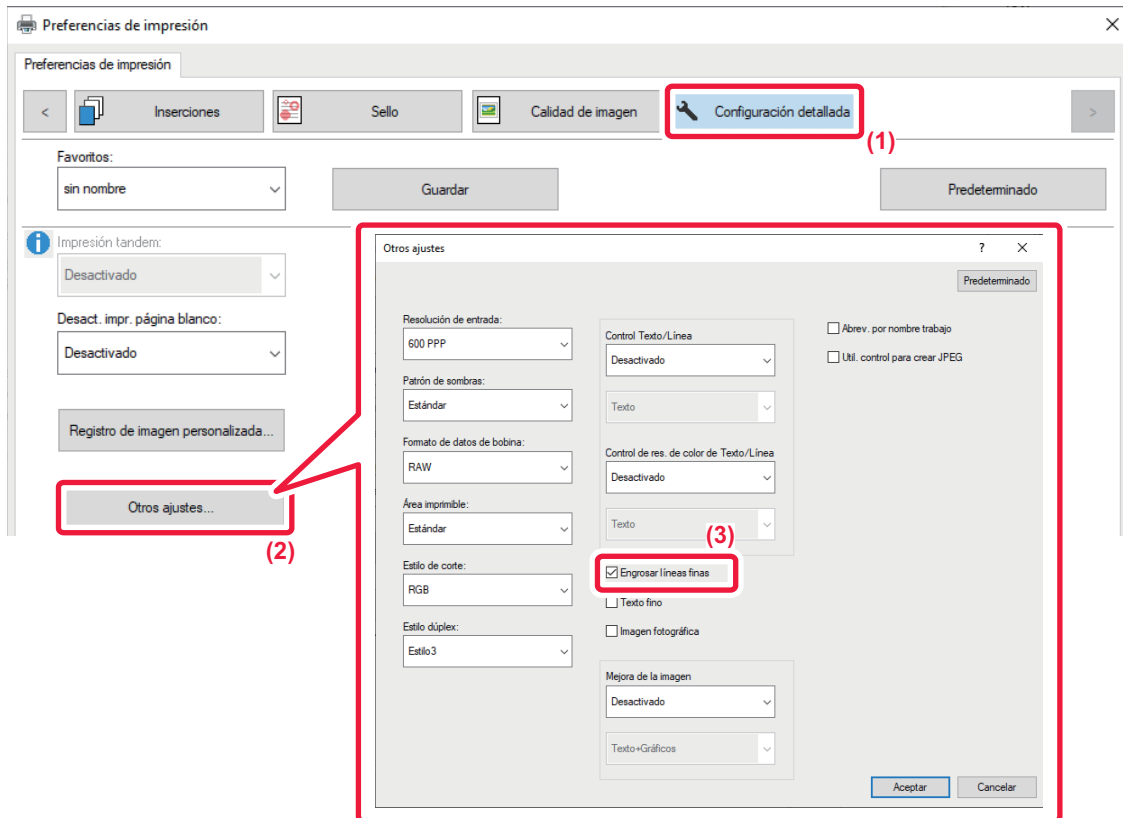 Preferencias de impresión
Preferencias de impresión
< Inserciones Sello Calidad de imagen Configuración detallada >
(1)
Favoritos:
sin nombre Guardar Predeterminado
Impresión tandem:
Desactivado
Desact. impr. página blanco:
Desactivado
Registro de imagen personalizada...
Otros ajustes...
(2)
Otros ajustes ?
Predeterminado
Resolución de entrada:
600 PPP
Patrón de sombras:
Estándar
Formato de datos de bobina:
RAW
Área imprimible:
Estándar
Estilo de corte:
RGB
Estilo dúplex:
Estilo3
Control Texto/Línea
Desactivado
Texto
Control de res. de color de Texto/Línea
Desactivado
Texto
(3)
Engrosar líneas finas
Texto fino
Imagen fotográfica
Mejora de la imagen
Desactivado
Texto+Gráficos
Abrev. por nombre trabajo
Util. control para crear JPEG
Aceptar Cancelar